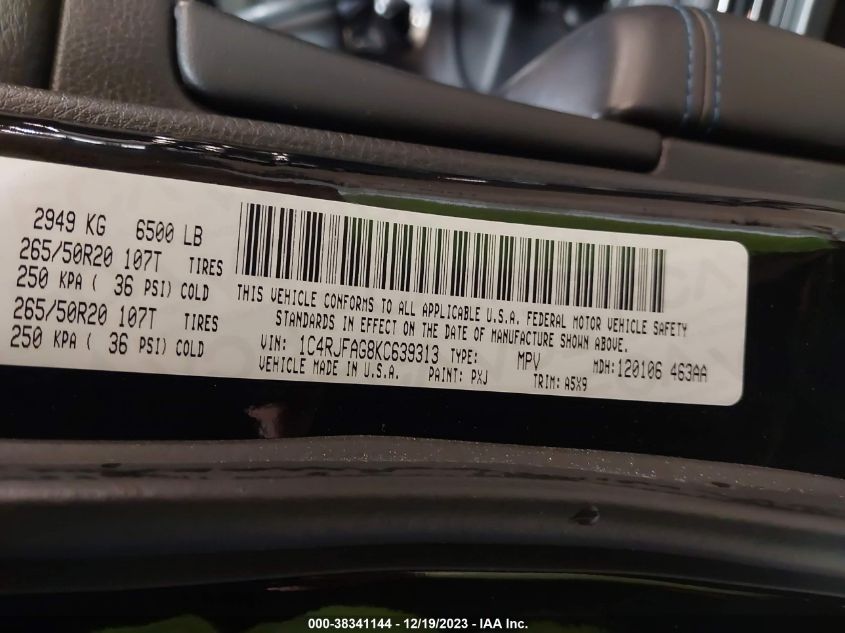 2949 KG 6500 LB
265/50R20 107T TIRES
250 KPA ( 36 PSI) COLD
265/50R20 107T TIRES
250 KPA ( 36 PSI) COLD
THIS VEHICLE CONFORMS TO ALL APPLICABLE U.S.A. FEDERAL MOTOR VEHICLE SAFETY
STANDARDS IN EFFECT ON THE DATE OF MANUFACTURE SHOWN ABOVE.
VIN: 1C4RJFAG8KC639313 TYPE: MPV MDH: 120106 463AA
VEHICLE MADE IN U.S.A. PAINT: PXJ TRIM: A5X9
000-38341144 - 12/19/2023 - IAA Inc.